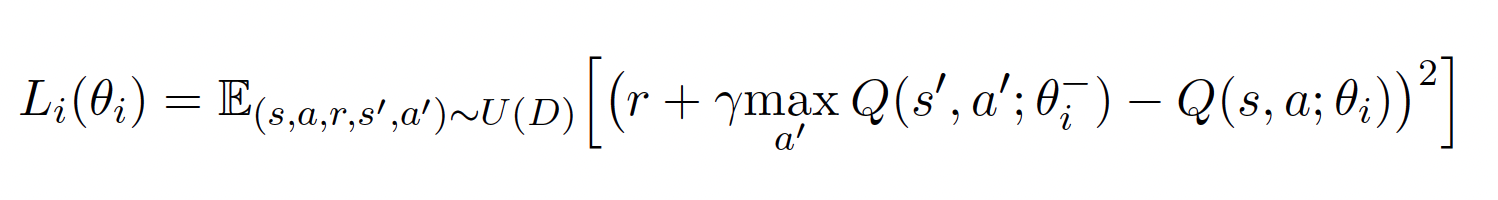 L_i(θ_i) = 𝔼_{(s,a,r,s′,a′)∼U(D)}[(r + γ max_{a′} Q(s′, a′; θ_i^−) − Q(s, a; θ_i))^2]